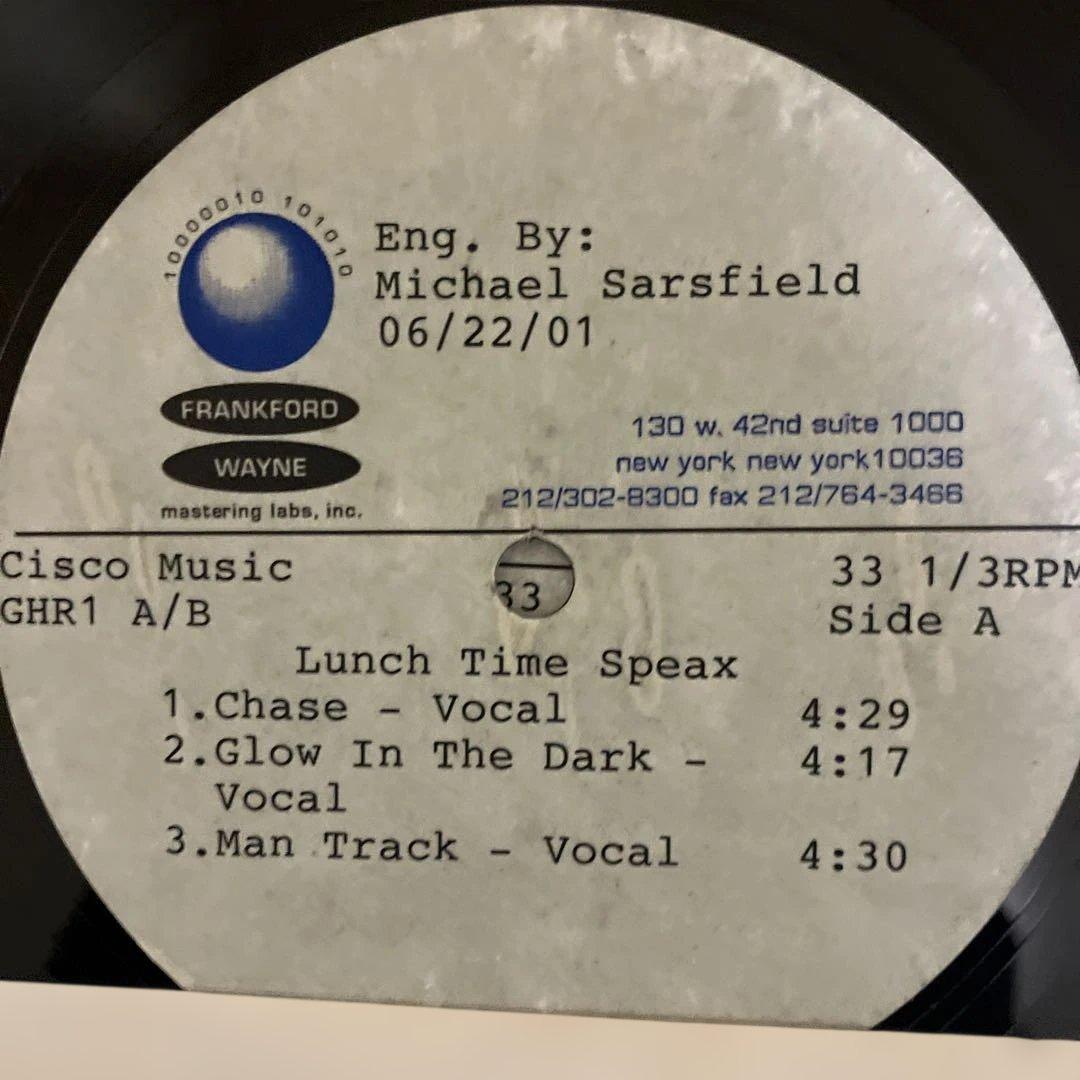 10000010 101010
Eng. By:
Michael Sarsfield
06/22/01
FRANKFORD
WAYNE
mastering labs, inc.
130 w. 42nd suite 1000
new york new york10036
212/302-8300 fax 212/764-3466
Cisco Music
GHR1 A/B
33
33 1/3RPM
Side A
Lunch Time Speax
1.Chase - Vocal 4:29
2.Glow In The Dark - 4:17
Vocal
3.Man Track - Vocal 4:30